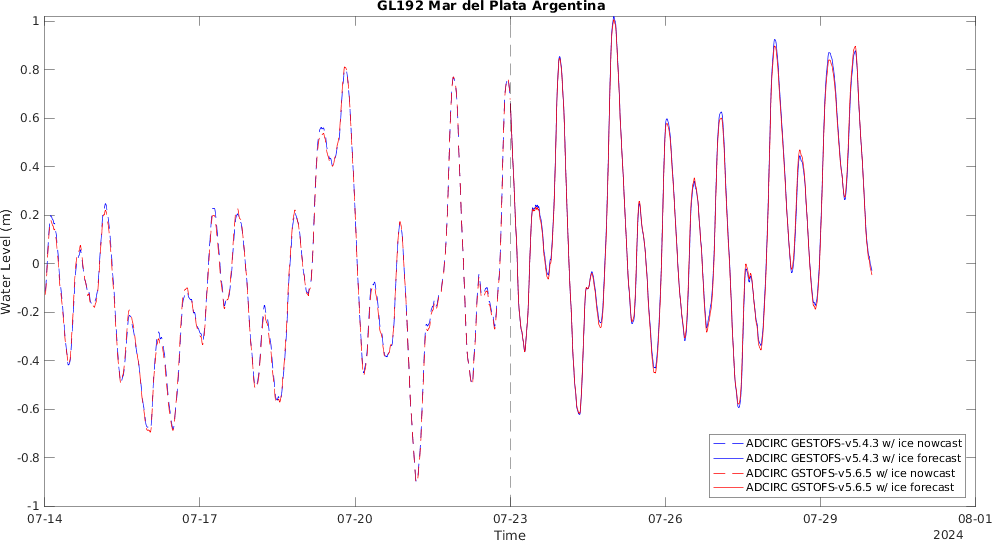 GL192 Mar del Plata Argentina
1
0.8
0.6
0.4
0.2
0
-0.2
-0.4
-0.6
-0.8
-1
Water Level (m)
07-14
07-17
07-20
07-23
07-26
07-29
08-01
Time
2024
ADCIRC GESTOFS-v5.4.3 w/ ice nowcast
ADCIRC GESTOFS-v5.4.3 w/ ice forecast
ADCIRC GSTOFS-v5.6.5 w/ ice nowcast
ADCIRC GSTOFS-v5.6.5 w/ ice forecast